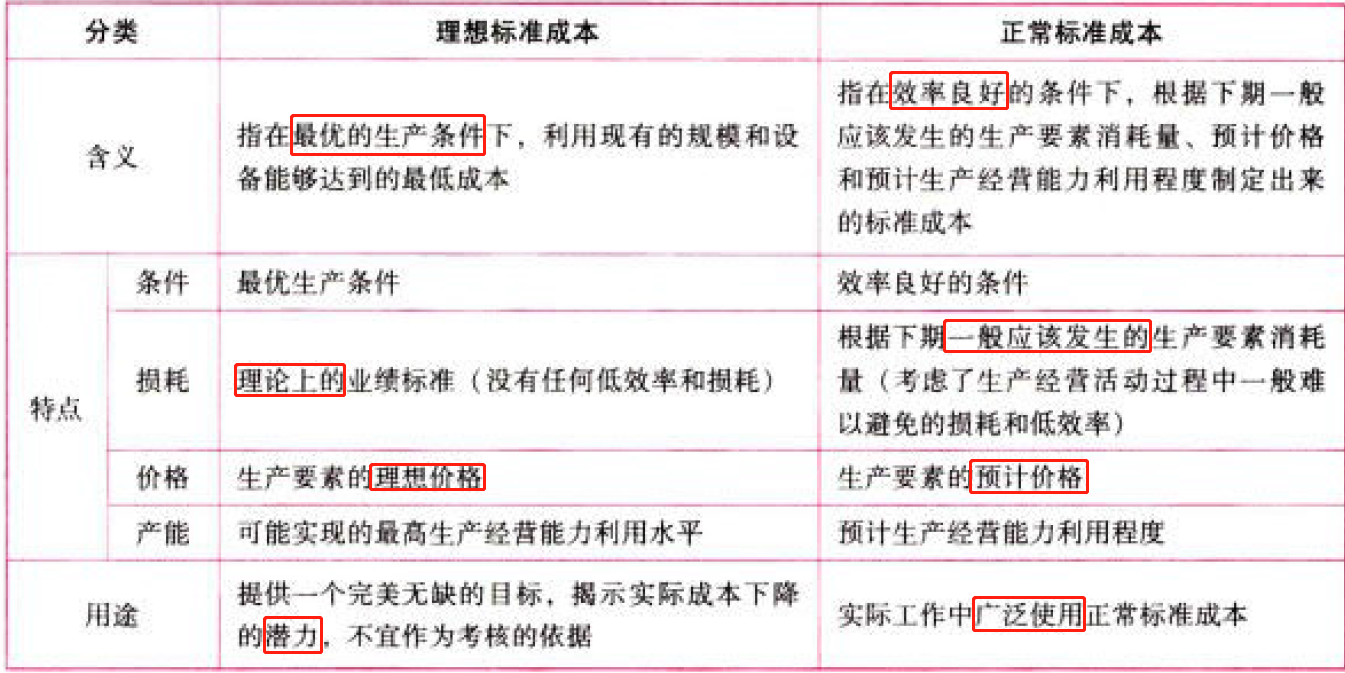 分类 理想标准成本 正常标准成本
含义
指在最优的生产条件下，利用现有的规模和设
备能够达到的最低成本
指在效率良好的条件下，根据下期一般
应该发生的生产要素消耗量、预计价格
和预计生产经营能力利用程度制定出来
的标准成本
特点
条件 最优生产条件 效率良好的条件
损耗 理论上的业绩标准（没有任何低效率和损耗）
根据下期一般应该发生的生产要素消耗
量（考虑了生产经营活动过程中一般难
以避免的损耗和低效率）
价格 生产要素的理想价格 生产要素的预计价格
产能 可能实现的最高生产经营能力利用水平 预计生产经营能力利用程度
用途
提供一个完美无缺的目标，揭示实际成本下降
的潜力，不宜作为考核的依据
实际工作中广泛使用正常标准成本